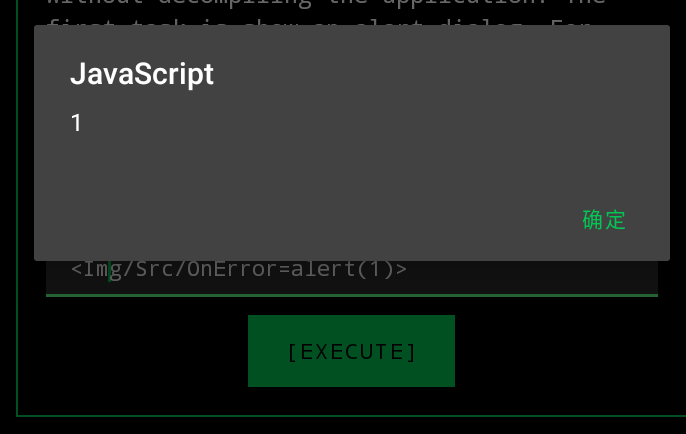 without decompiling the application. The
first task is show an alert dialog. For
JavaScript
1
确定
<Img/Src/OnError=alert(1)>
[EXECUTE]